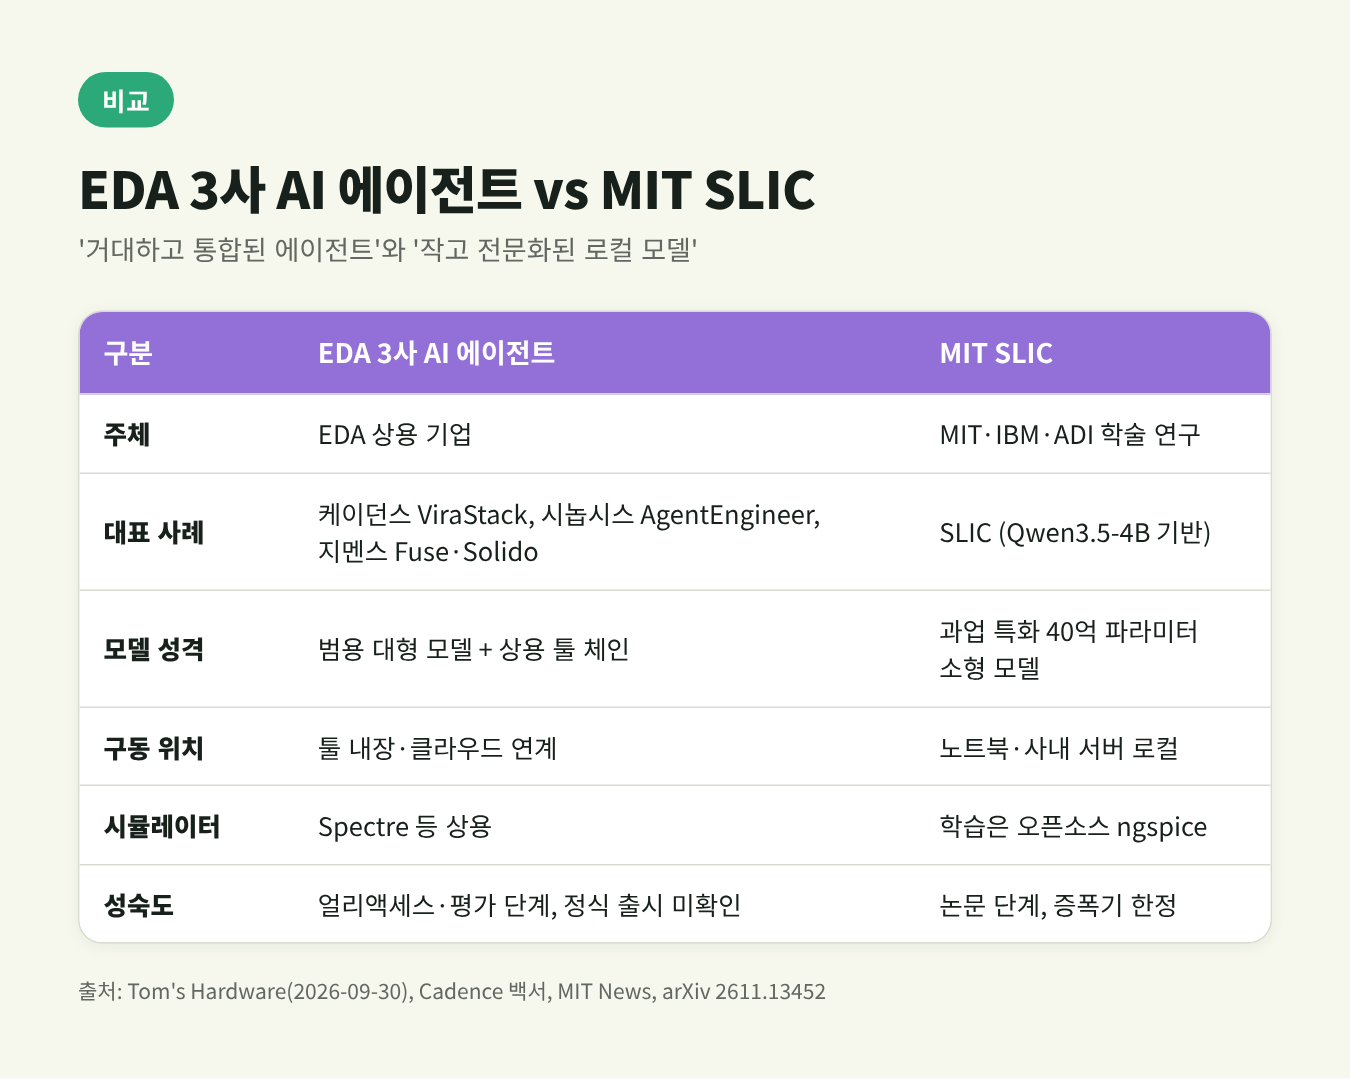 비교
EDA 3사 AI 에이전트 vs MIT SLIC
'거대하고 통합된 에이전트'와 '작고 전문화된 로컬 모델'
구분 EDA 3사 AI 에이전트 MIT SLIC
주체 EDA 상용 기업 MIT·IBM·ADI 학술 연구
대표 사례 케이던스 ViraStack, 시놉시스 AgentEngineer,
지멘스 Fuse·Solido SLIC (Qwen3.5-4B 기반)
모델 성격 범용 대형 모델 + 상용 툴 체인 과업 특화 40억 파라미터
소형 모델
구동 위치 툴 내장·클라우드 연계 노트북·사내 서버 로컬
시뮬레이터 Spectre 등 상용 학습은 오픈소스 ngspice
성숙도 얼리액세스·평가 단계, 정식 출시 미확인 논문 단계, 증폭기 한정
출처: Tom's Hardware(2026-09-30), Cadence 백서, MIT News, arXiv 2611.13452